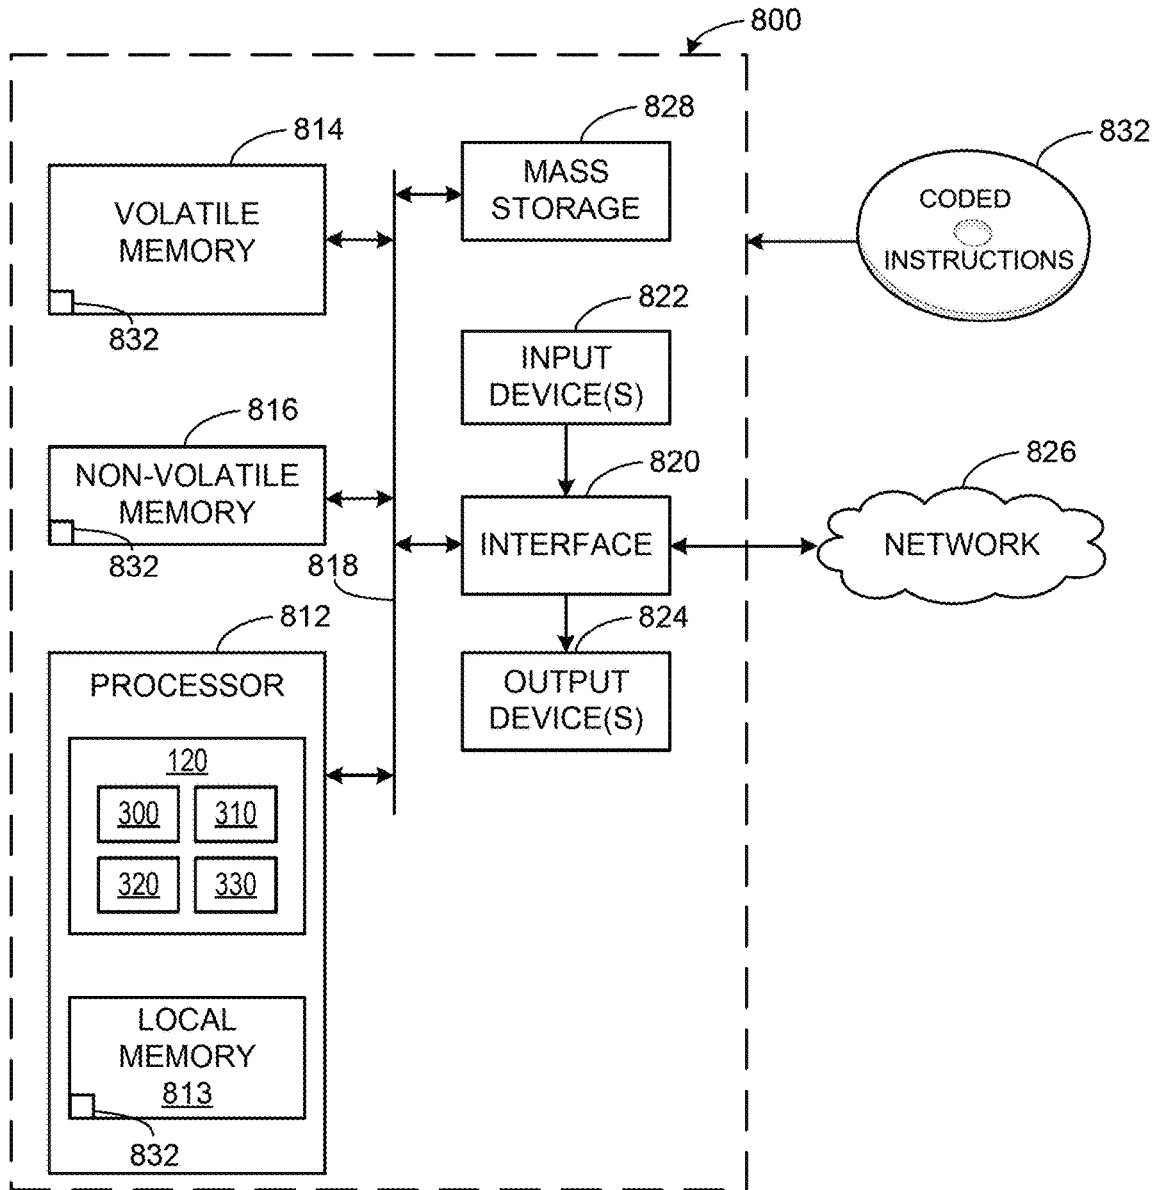 800
814
VOLATILE
MEMORY
832
828
MASS
STORAGE
832
CODED
INSTRUCTIONS
822
INPUT
DEVICE(S)
816
NON-VOLATILE
MEMORY
832
820
INTERFACE
826
NETWORK
818
812
PROCESSOR
120
300 310
320 330
LOCAL
MEMORY
813
832
824
OUTPUT
DEVICE(S)